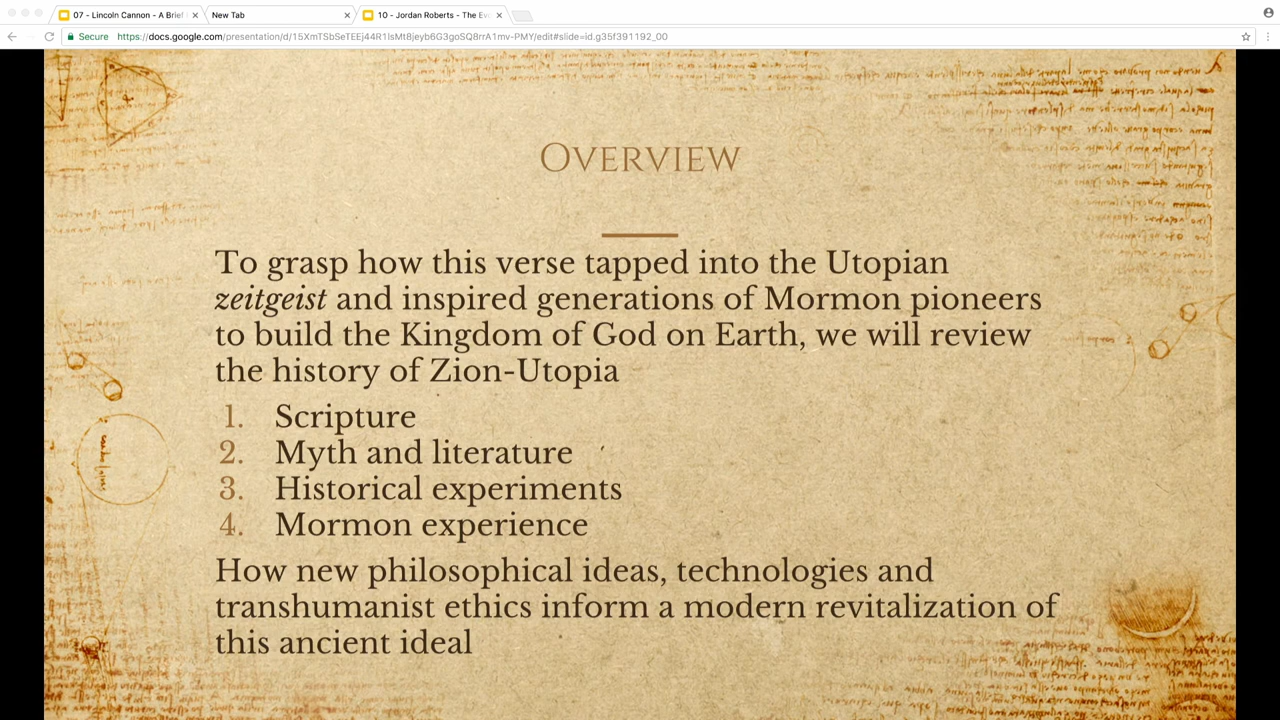 07 - Lincoln Cannon - A Brief
New Tab
10 - Jordan Roberts - The Ev
Secure https://docs.google.com/presentation/d/15XmTSbSeTEEj44R1lsMt8jeyb6G3goSQ8rrA1mv-PMY/edit#slide=id.g35f391192_00
Overview
To grasp how this verse tapped into the Utopian
zeitgeist and inspired generations of Mormon pioneers
to build the Kingdom of God on Earth, we will review
the history of Zion-Utopia
1. Scripture
2. Myth and literature
3. Historical experiments
4. Mormon experience
How new philosophical ideas, technologies and
transhumanist ethics inform a modern revitalization of
this ancient ideal